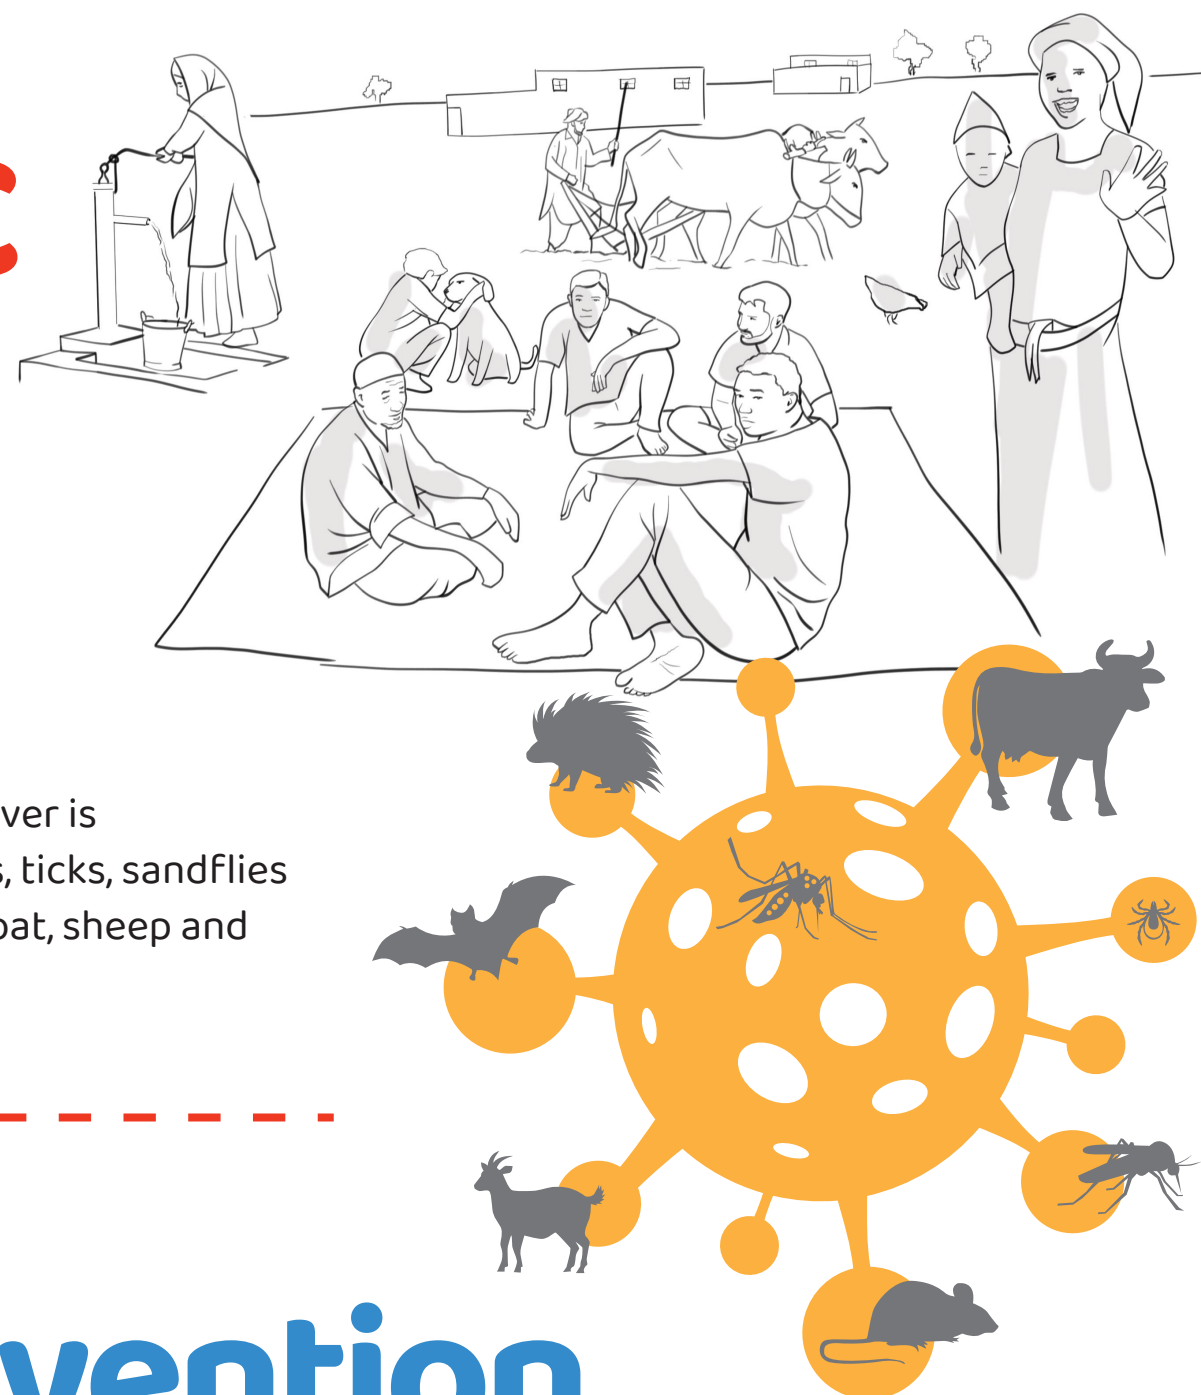 ver is
, ticks, sandflies
oat, sheep and
vention